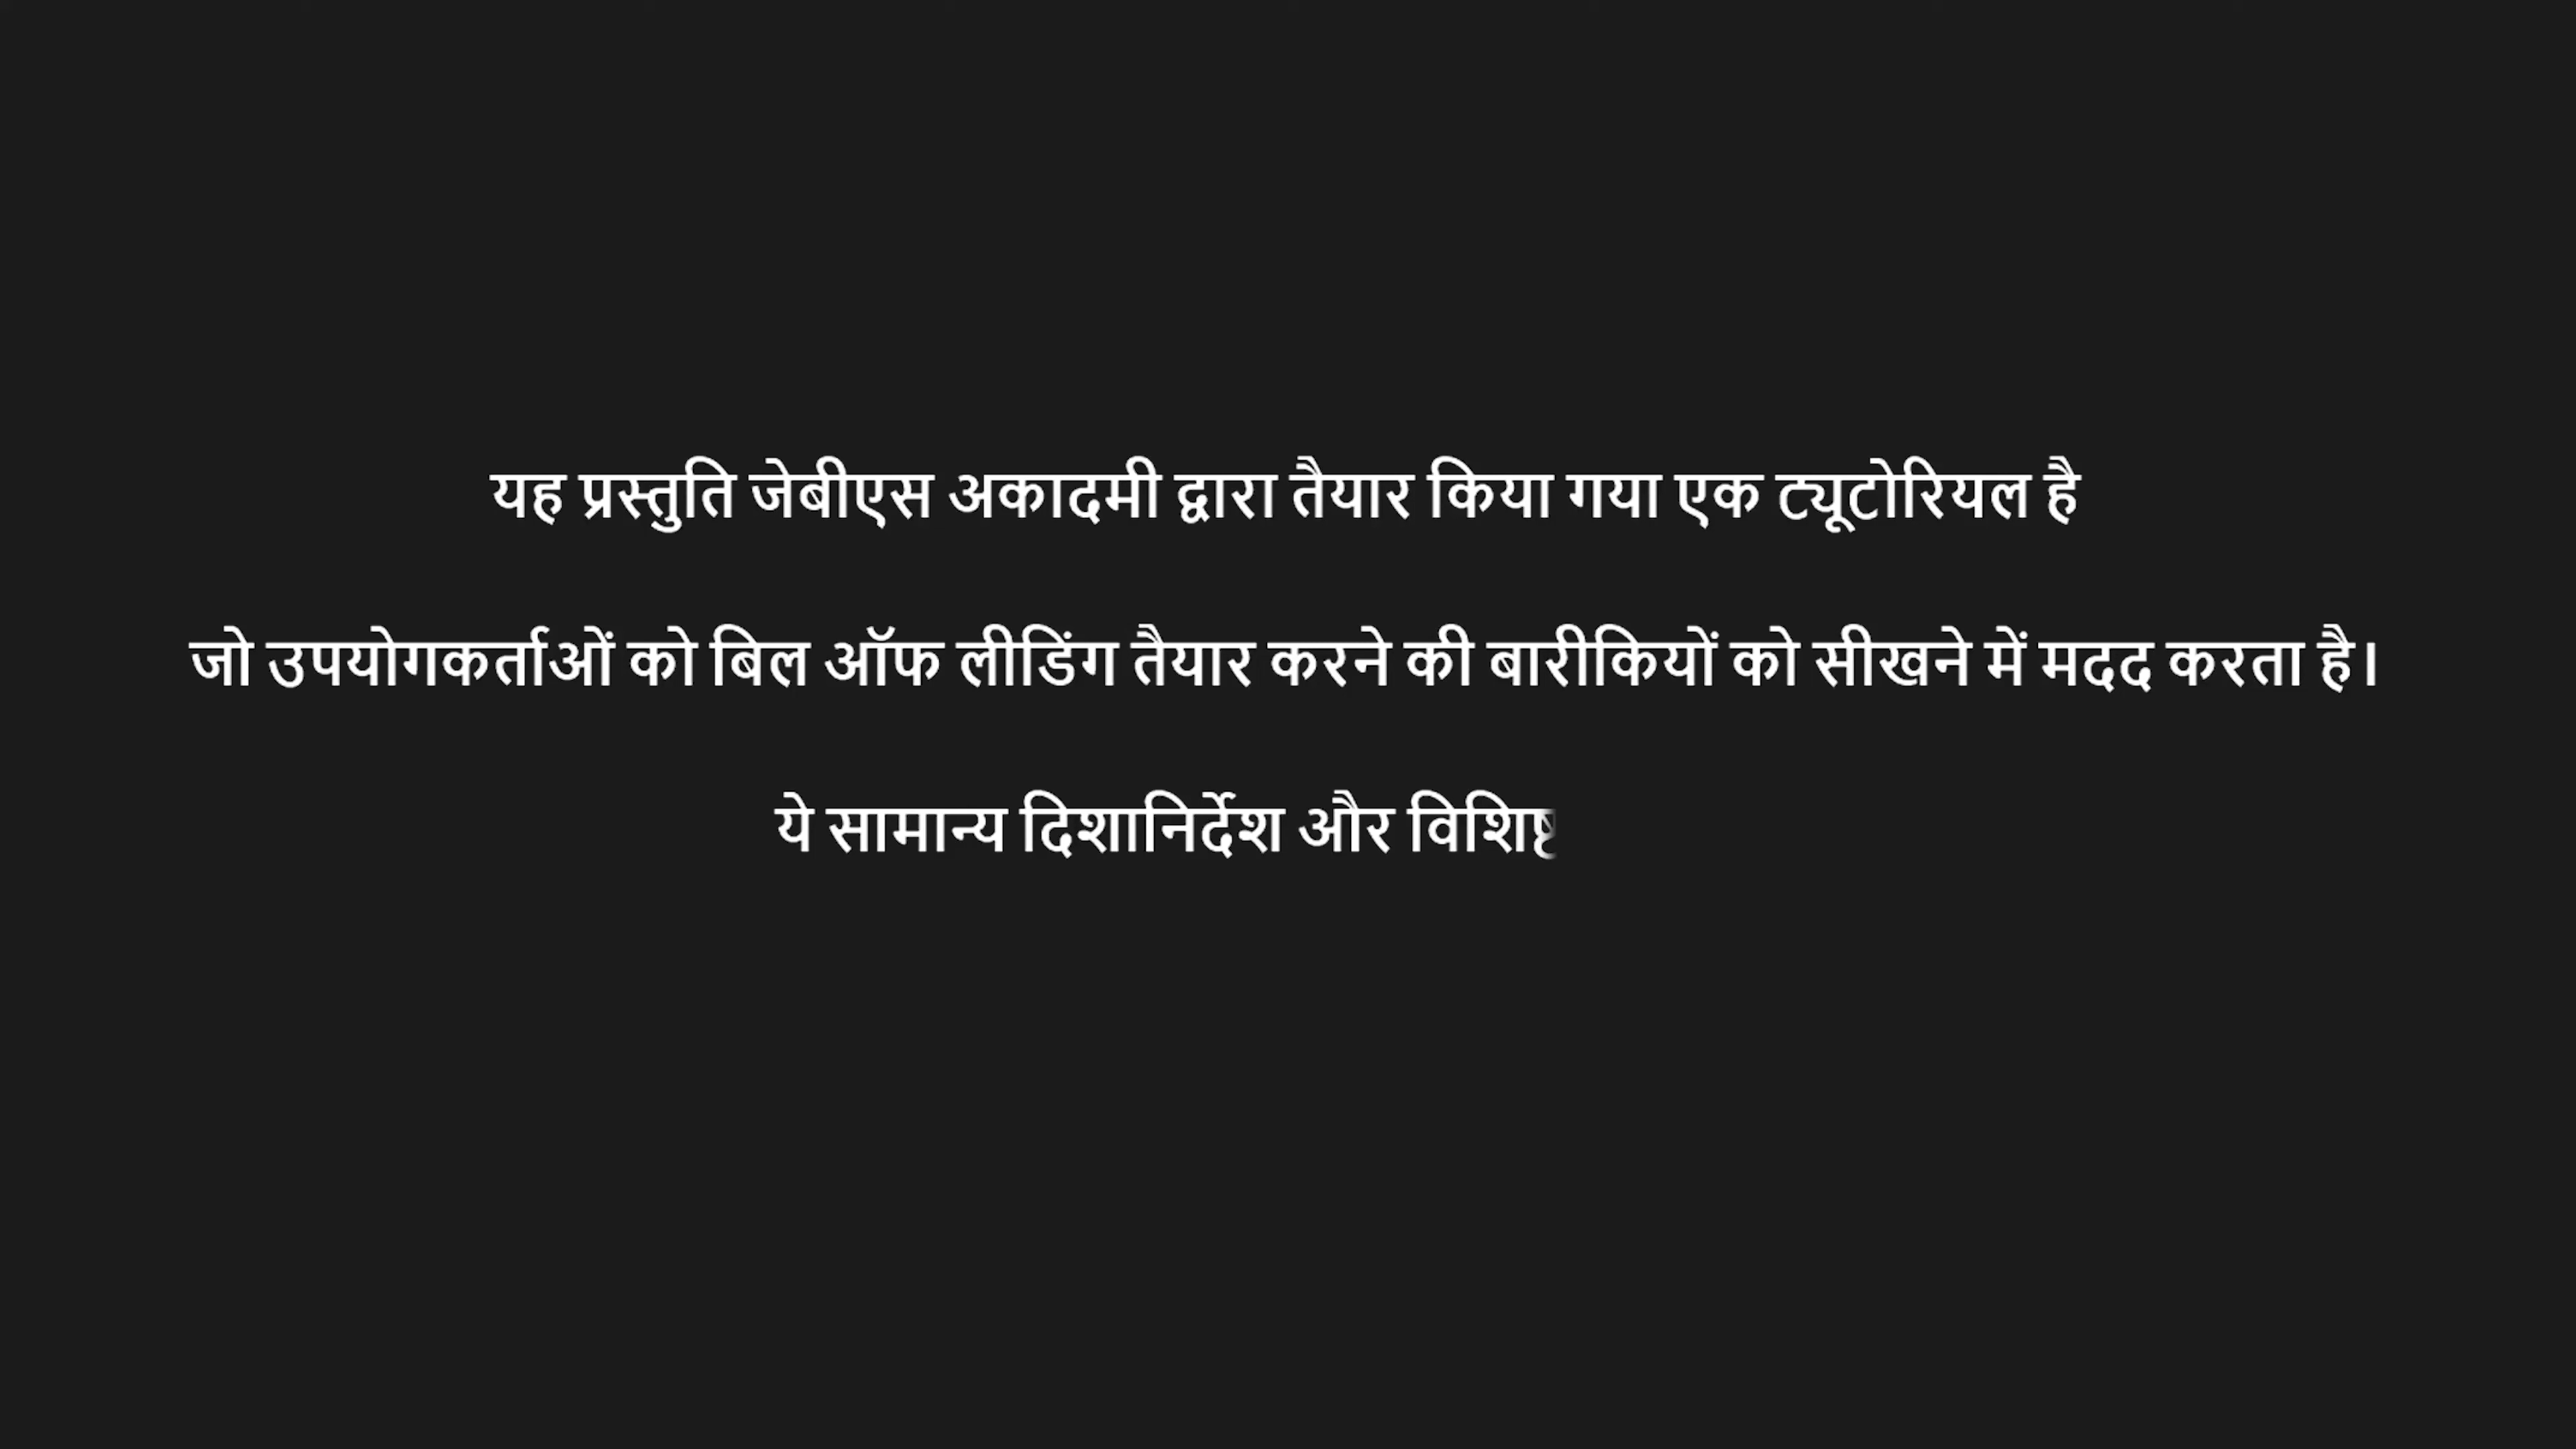 यह प्रस्तुति जेबीएस अकादमी द्वारा तैयार किया गया एक ट्यूटोरियल है
जो उपयोगकर्ताओं को बिल ऑफ लीडिंग तैयार करने की बारीकियों को सीखने में मदद करता है।
ये सामान्य दिशानिर्देश और विशिष्ट